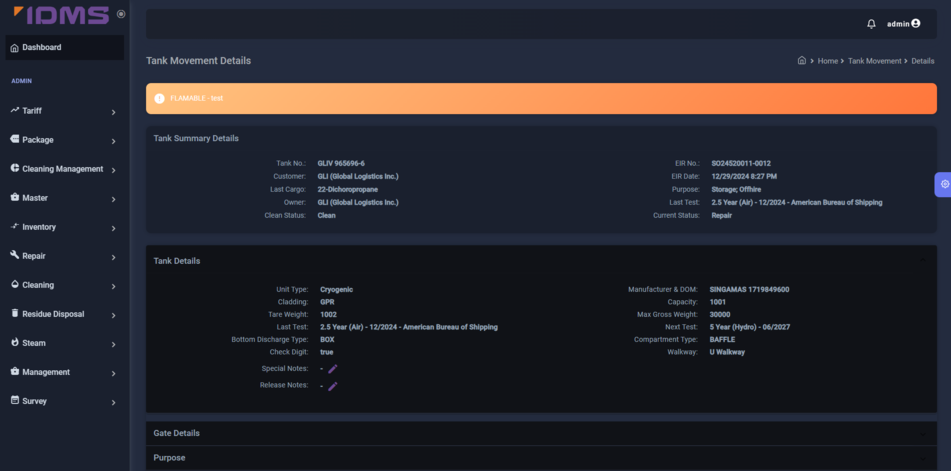 IDMS
admin
Dashboard
ADMIN
Tariff
Package
Cleaning Management
Master
Inventory
Repair
Cleaning
Residue Disposal
Steam
Management
Survey
Tank Movement Details
Home > Tank Movement > Details
FLAMABLE - test
Tank Summary Details
Tank No.: GLIV 965696-6
Customer: GLI (Global Logistics Inc.)
Last Cargo: 22-Dichoropropane
Owner: GLI (Global Logistics Inc.)
Clean Status: Clean
EIR No.: SO24520011-0012
EIR Date: 12/29/2024 8:27 PM
Purpose: Storage; Offhire
Last Test: 2.5 Year (Air) - 12/2024 - American Bureau of Shipping
Current Status: Repair
Tank Details
Unit Type: Cryogenic
Cladding: GPR
Tare Weight: 1002
Last Test: 2.5 Year (Air) - 12/2024 - American Bureau of Shipping
Bottom Discharge Type: BOX
Check Digit: true
Special Notes: -
Release Notes: -
Manufacturer & DOM: SINGAMAS 1719849600
Capacity: 1001
Max Gross Weight: 30000
Next Test: 5 Year (Hydro) - 06/2027
Compartment Type: BAFFLE
Walkway: U Walkway
Gate Details
Purpose